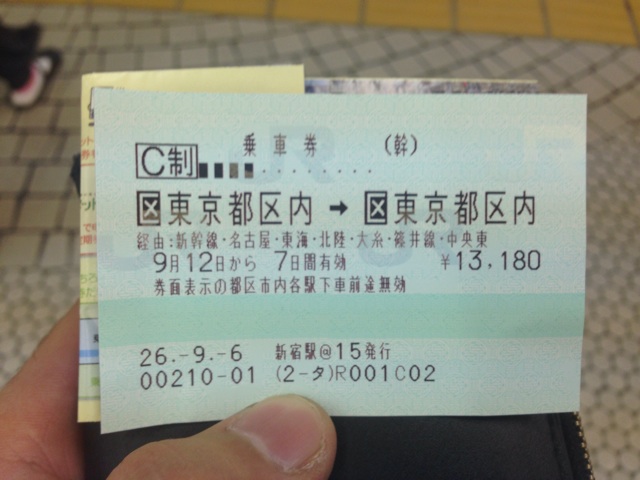 C制 乗車券 (幹)
区 東京都区内 → 区 東京都区内
経由:新幹線・名古屋・東海・北陸・大糸・篠井線・中央東
9月12日から 7日間有効 ¥13,180
券面表示の都区市内各駅下車前途無効
26.-9.-6 新宿駅@15発行
00210-01 (2-タ)R001C02